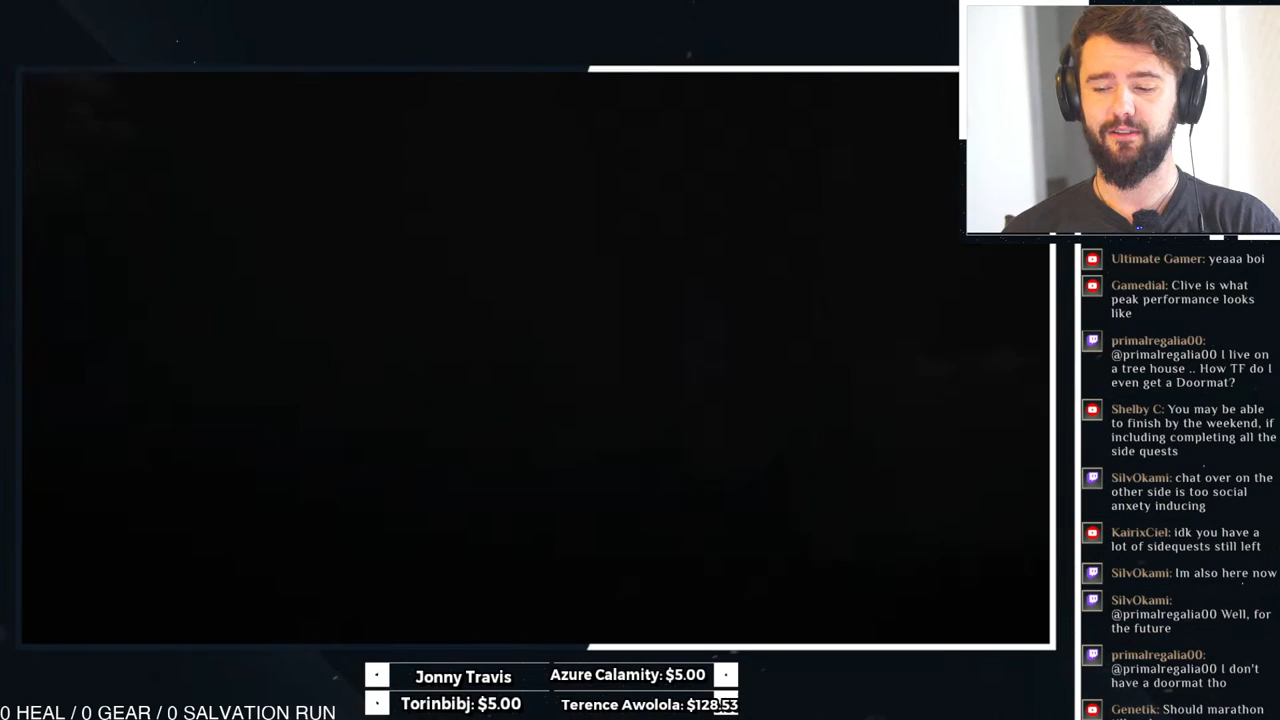 Ultimate Gamer: yeaaa boi
Gamedial: Clive is what
peak performance looks
like
primalregalia00:
@primalregalia00 I live on
a tree house .. How TF do I
even get a Doormat?
Shelby C: You may be able
to finish by the weekend, if
including completing all the
side quests
SilvOkami: chat over on the
other side is too social
anxety inducing
KairixCiel: idk you have a
lot of sidequests still left
SilvOkami: Im also here now
SilvOkami:
@primalregalia00 Well, for
the future
primalregalia00:
@primalregalia00 I don't
have a doormat tho
Genetik: Should marathon
Jonny Travis
Azure Calamity: $5.00
Torinbibj: $5.00
Terence Awolola: $128.53
0 HEAL / 0 GEAR / 0 SALVATION RUN